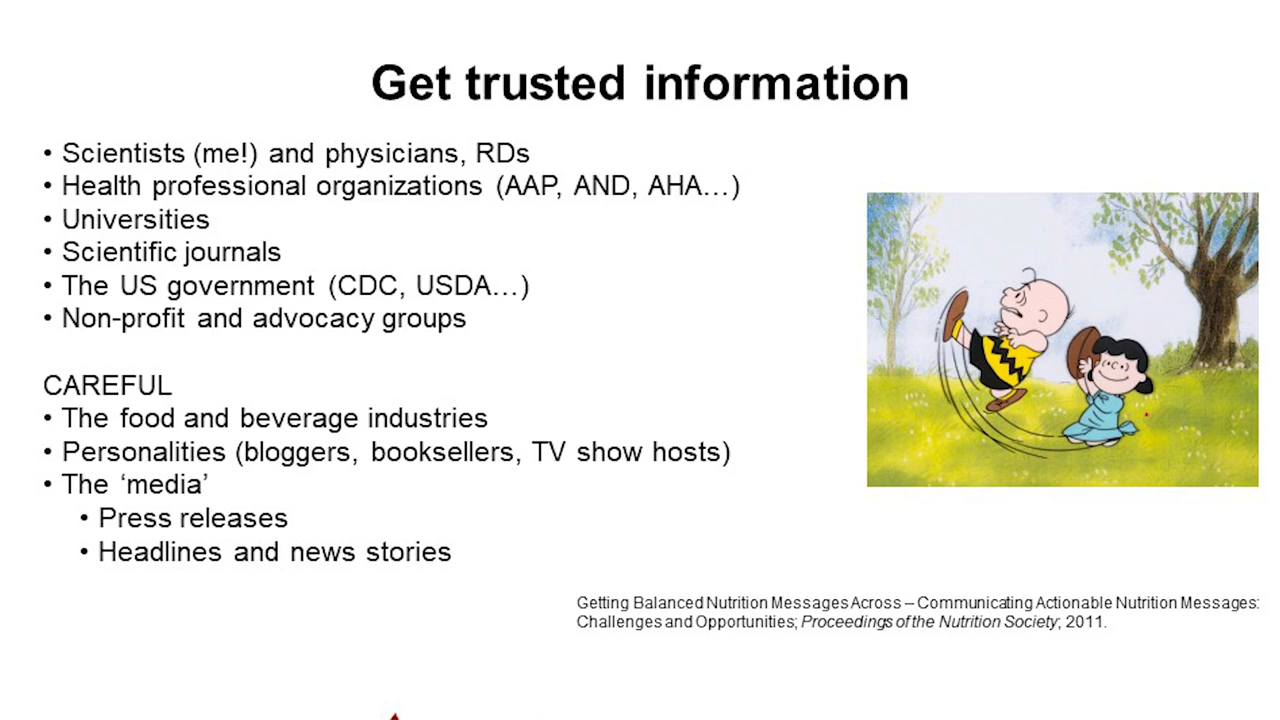 Get trusted information
• Scientists (me!) and physicians, RDs
• Health professional organizations (AAP, AND, AHA…)
• Universities
• Scientific journals
• The US government (CDC, USDA…)
• Non-profit and advocacy groups
CAREFUL
• The food and beverage industries
• Personalities (bloggers, booksellers, TV show hosts)
• The ‘media’
• Press releases
• Headlines and news stories
Getting Balanced Nutrition Messages Across – Communicating Actionable Nutrition Messages:
Challenges and Opportunities; Proceedings of the Nutrition Society; 2011.